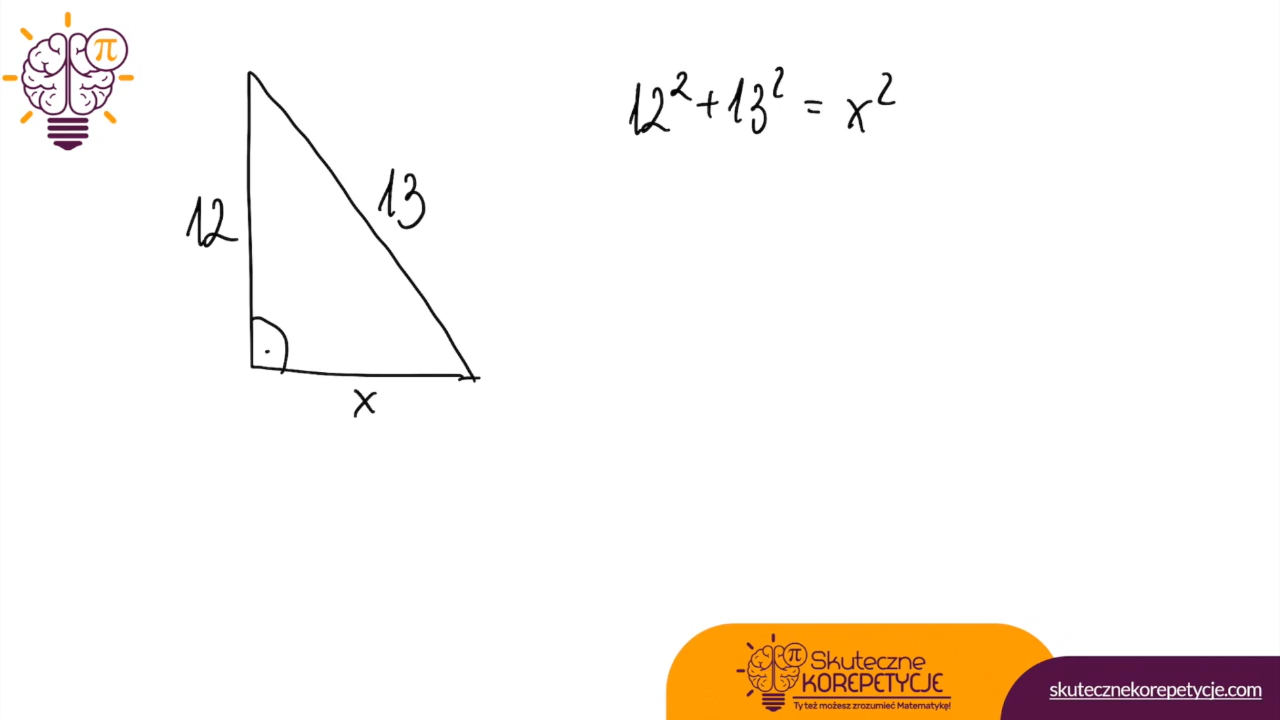 π
12² + 13² = x²
13
12
x
π
Skuteczne
KOREPETYCJE
Ty też możesz zrozumieć Matematykę!
skutecznekorepetycje.com